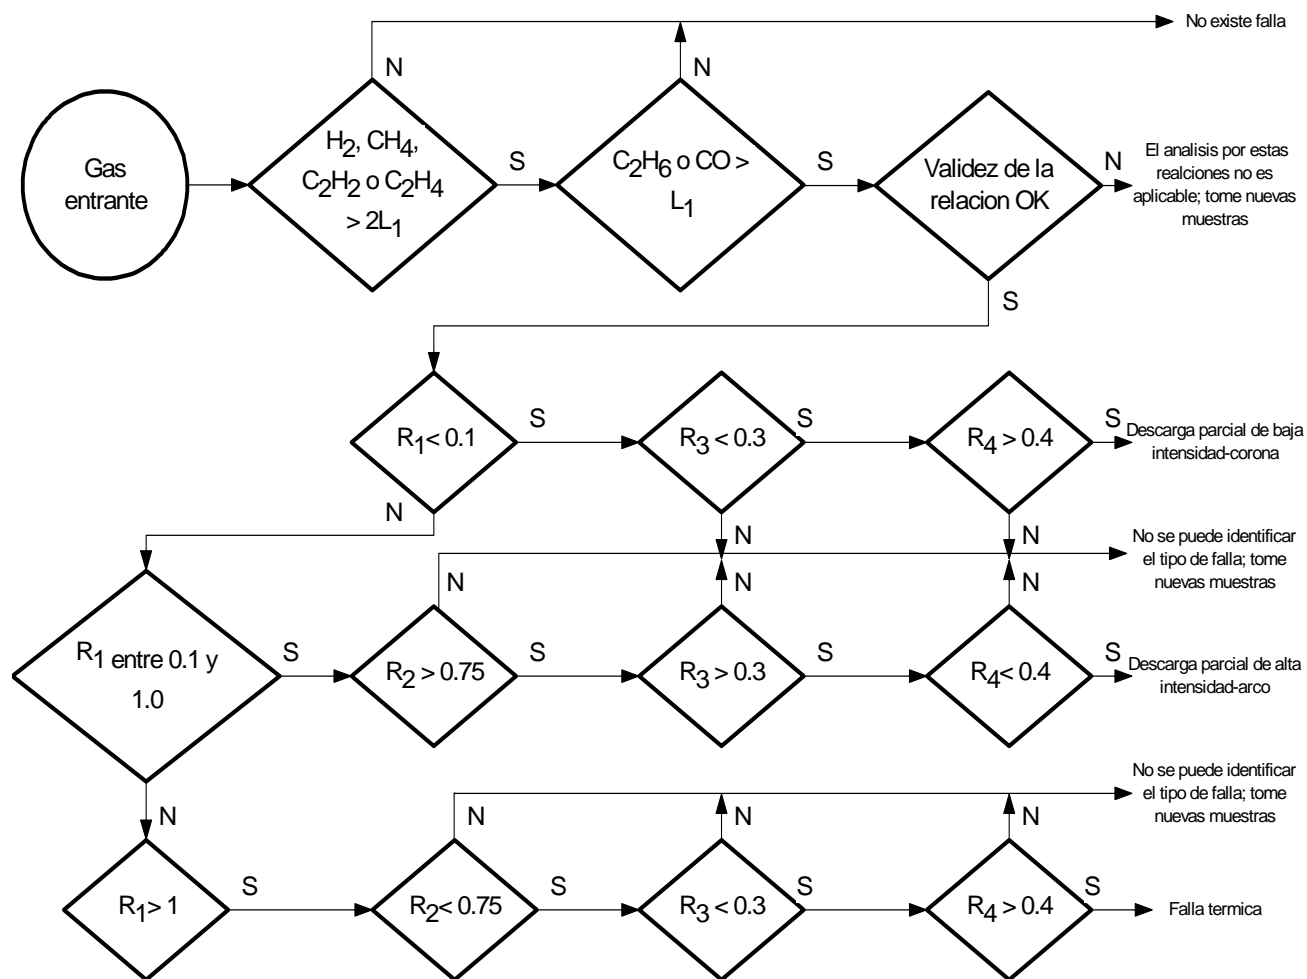 No existe falla
N
N
Gas
entrante
H2, CH4,
C2H2 o C2H4
> 2L1
S
C2H6 o CO >
L1
S
Validez de la
relacion OK
N
El analisis por estas
realciones no es
aplicable; tome nuevas
muestras
S
R1 < 0.1
S
R3 < 0.3
S
R4 > 0.4
S
Descarga parcial de baja
intensidad-corona
N
N
N
No se puede identificar
el tipo de falla; tome
nuevas muestras
N
N
N
R1 entre 0.1 y
1.0
S
R2 > 0.75
S
R3 > 0.3
S
R4 < 0.4
S
Descarga parcial de alta
intensidad-arco
No se puede identificar
el tipo de falla; tome
nuevas muestras
N
N
N
N
R1 > 1
S
R2 < 0.75
S
R3 < 0.3
S
R4 > 0.4
S
Falla termica